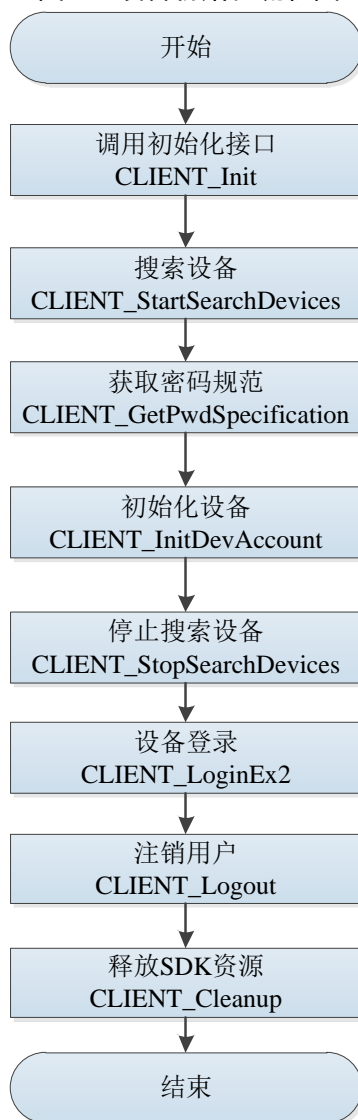 开始
调用初始化接口
CLIENT_Init
搜索设备
CLIENT_StartSearchDevices
获取密码规范
CLIENT_GetPwdSpecification
初始化设备
CLIENT_InitDevAccount
停止搜索设备
CLIENT_StopSearchDevices
设备登录
CLIENT_LoginEx2
注销用户
CLIENT_Logout
释放SDK资源
CLIENT_Cleanup
结束